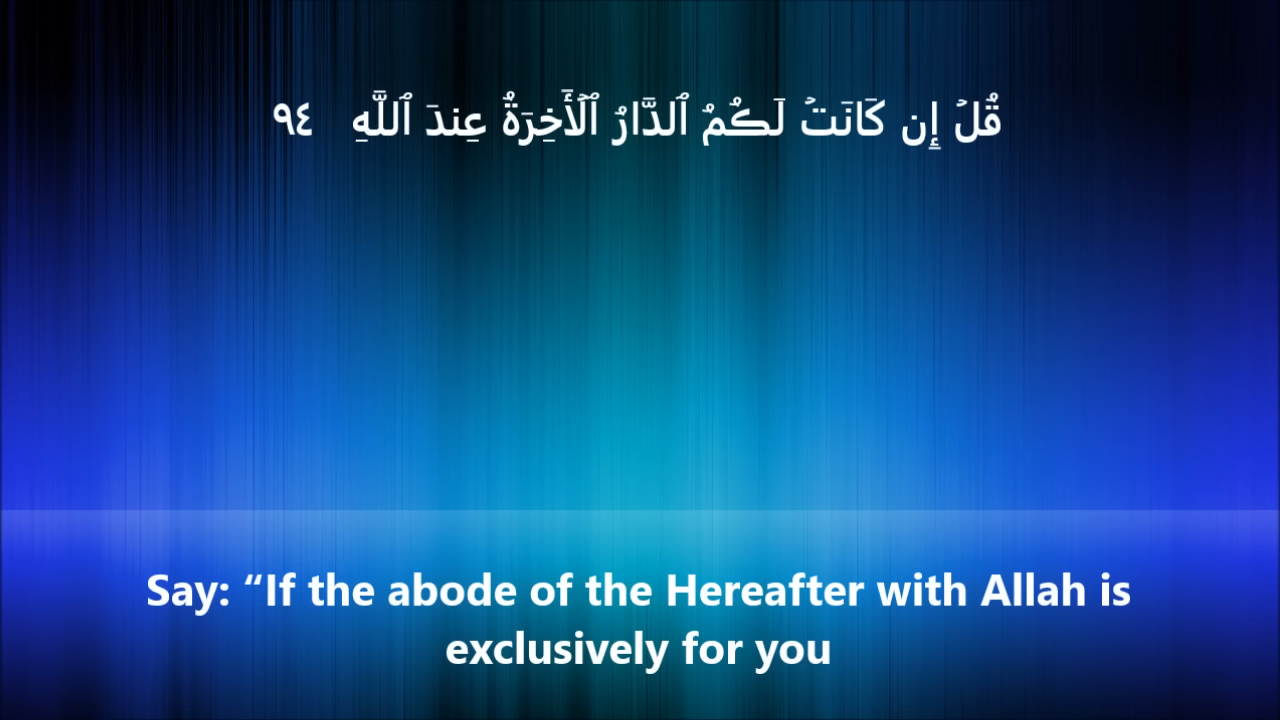 قُلۡ إِن كَانَتۡ لَكُمُ ٱلدَّارُ ٱلۡأَخِرَةُ عِندَ ٱللَّهِ ٩٤
Say: “If the abode of the Hereafter with Allah is
exclusively for you